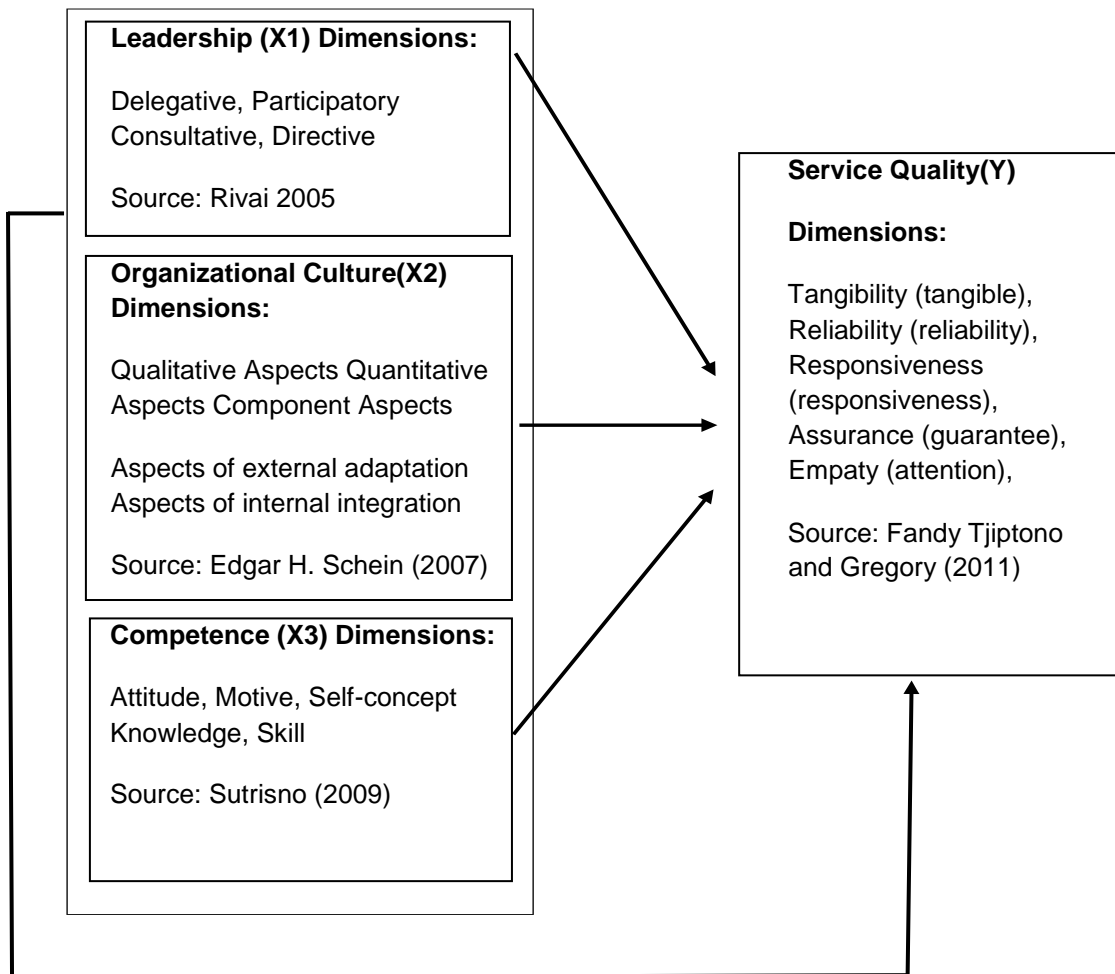 Leadership (X1) Dimensions:
Delegative, Participatory
Consultative, Directive
Source: Rivai 2005
Organizational Culture(X2)
Dimensions:
Qualitative Aspects Quantitative
Aspects Component Aspects
Aspects of external adaptation
Aspects of internal integration
Source: Edgar H. Schein (2007)
Competence (X3) Dimensions:
Attitude, Motive, Self-concept
Knowledge, Skill
Source: Sutrisno (2009)
Service Quality(Y)
Dimensions:
Tangibility (tangible),
Reliability (reliability),
Responsiveness
(responsiveness),
Assurance (guarantee),
Empaty (attention),
Source: Fandy Tjiptono
and Gregory (2011)